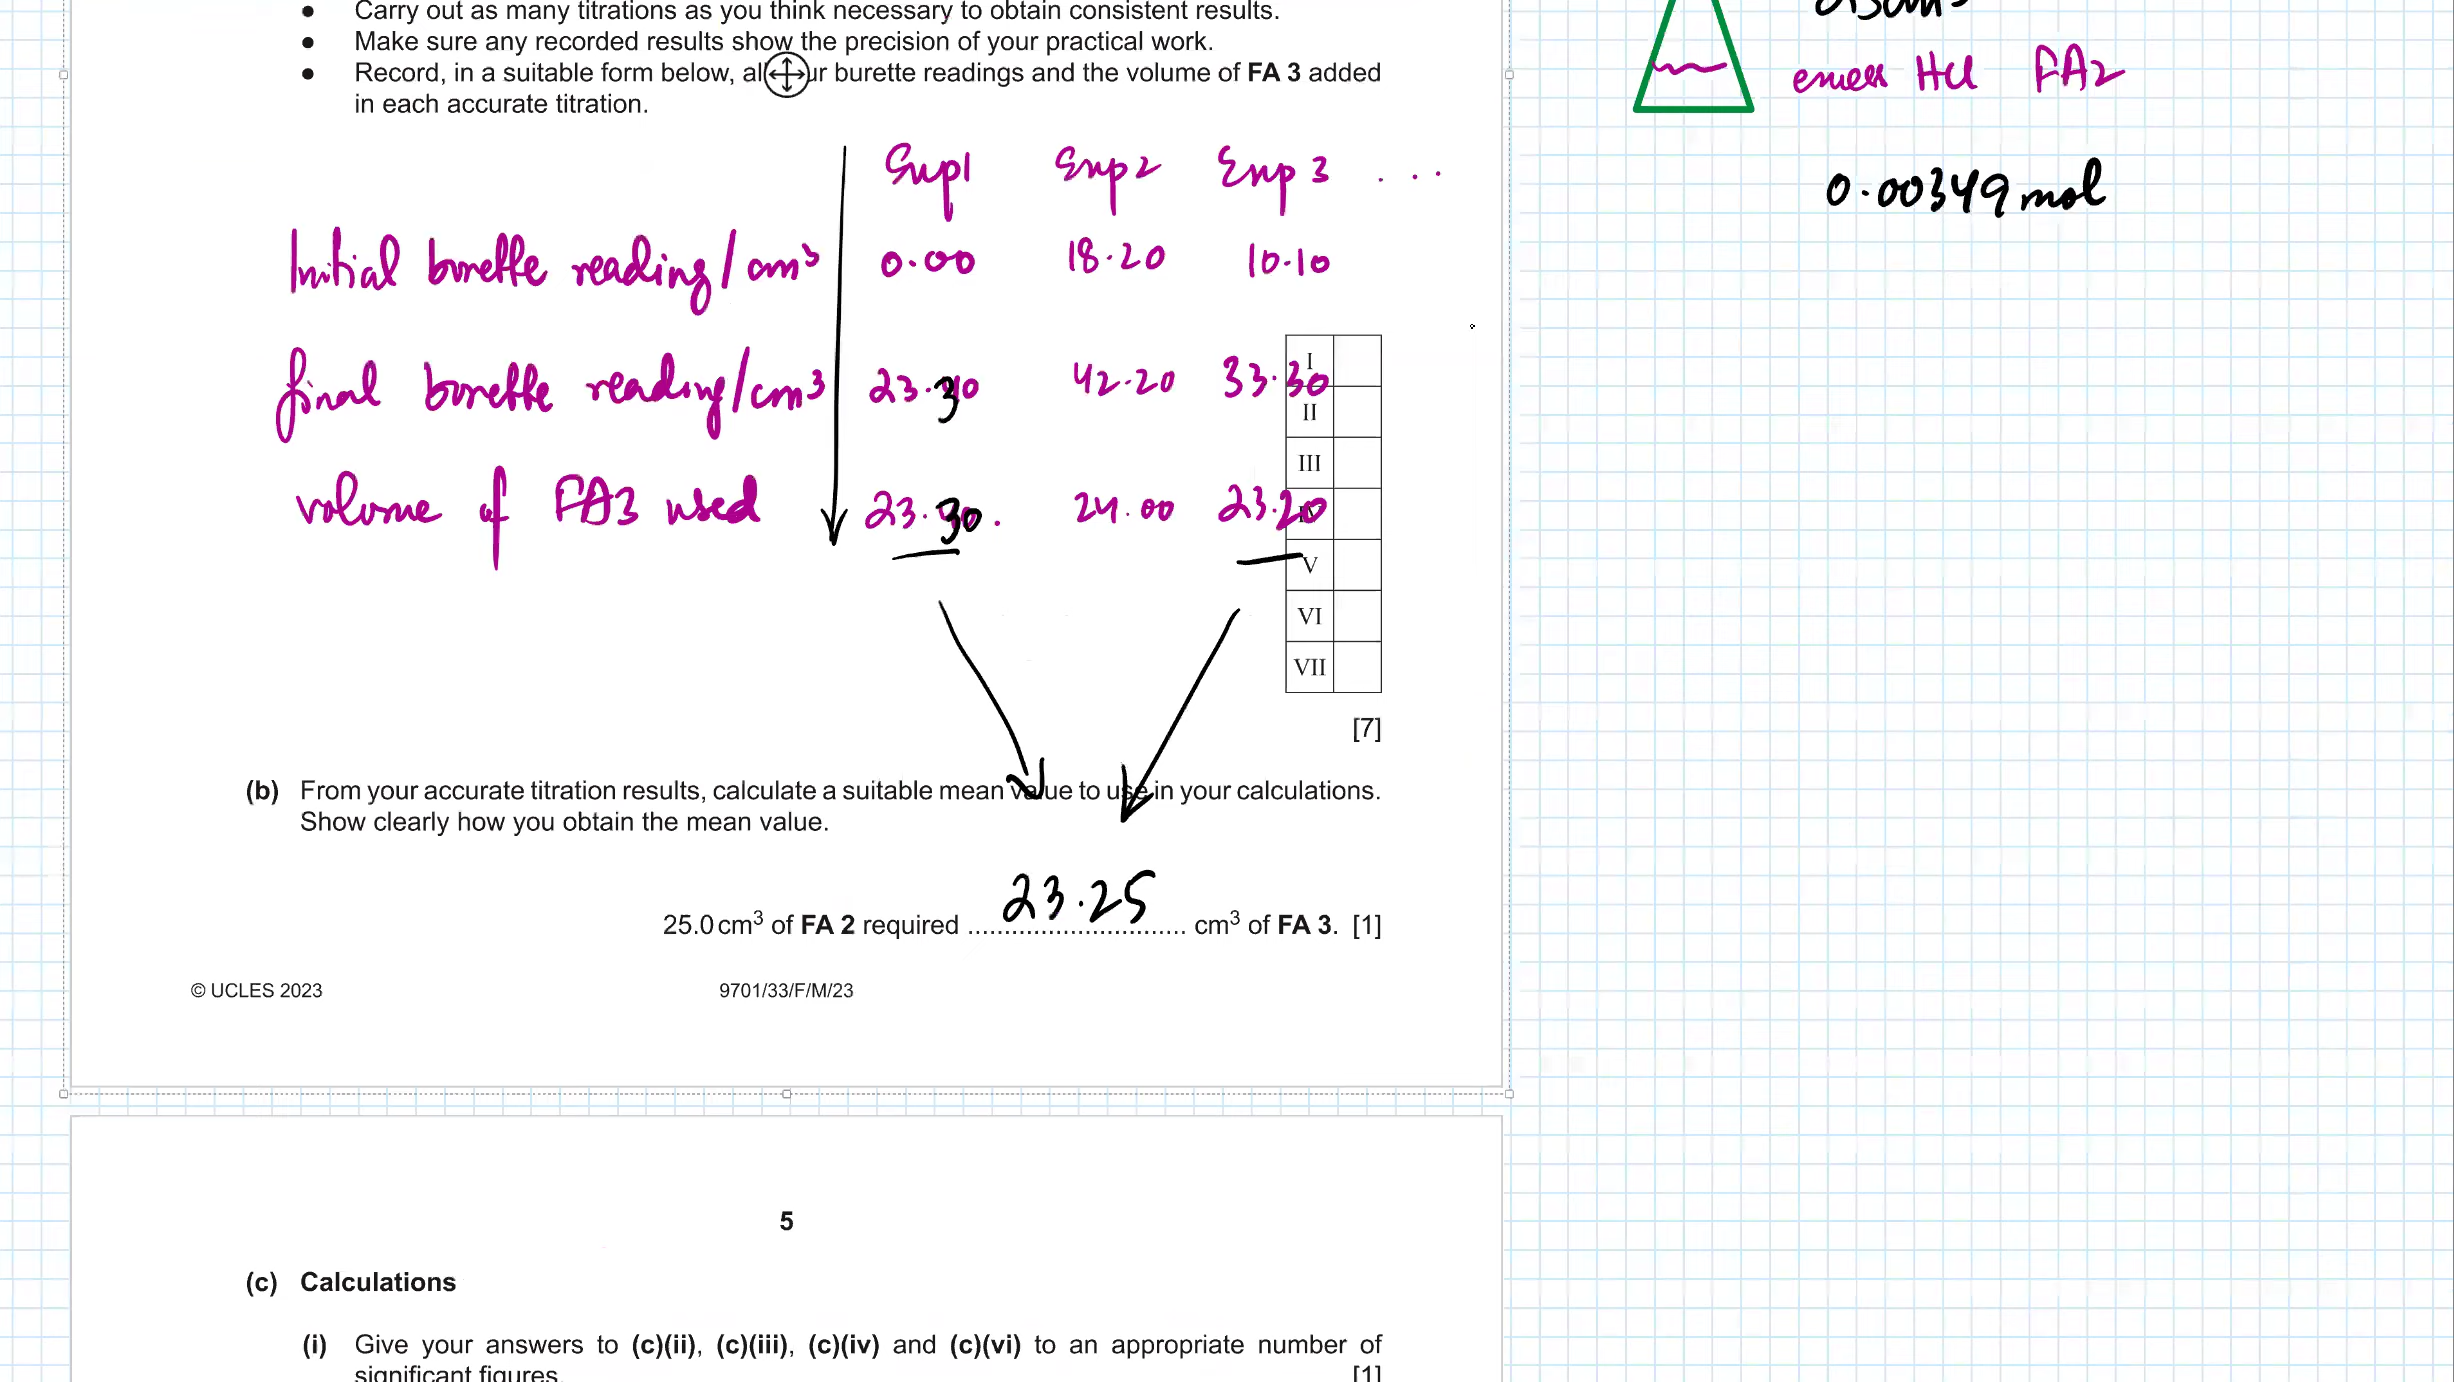 • Carry out as many titrations as you think necessary to obtain consistent results.
• Make sure any recorded results show the precision of your practical work.
• Record, in a suitable form below, all ur burette readings and the volume of FA 3 added
in each accurate titration.
excess HCl FA2
0.00349 mol
Exp1 Exp2 Exp 3 ...
Initial burette reading/cm³ 0.00 18.20 10.10
final burette reading/cm³ 23.30 42.20 33.30
volume of FA3 used 23.30. 24.00 23.20
I
II
III
IV
V
VI
VII
[7]
(b) From your accurate titration results, calculate a suitable mean value to use in your calculations.
Show clearly how you obtain the mean value.
23.25
25.0 cm³ of FA 2 required .............................. cm³ of FA 3. [1]
© UCLES 2023 9701/33/F/M/23
5
(c) Calculations
(i) Give your answers to (c)(ii), (c)(iii), (c)(iv) and (c)(vi) to an appropriate number of
significant figures. [1]